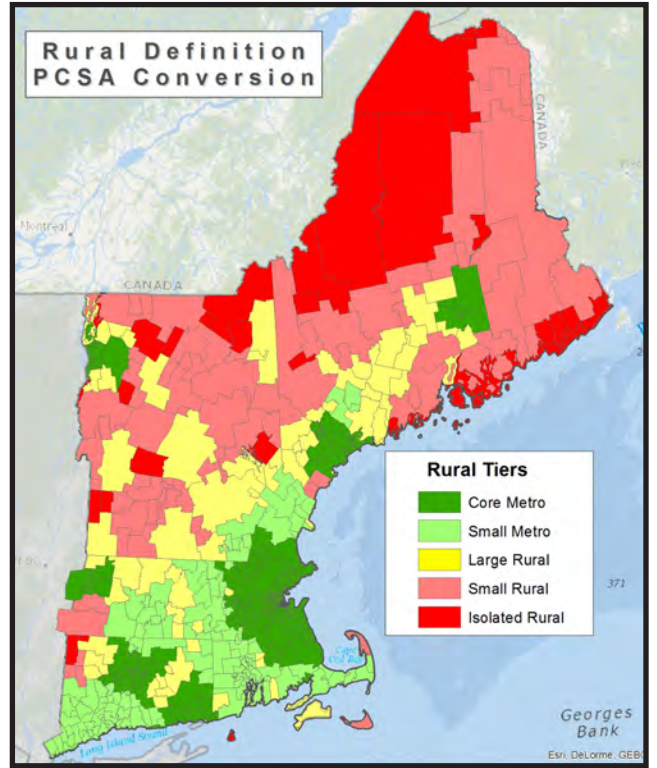 Rural Definition
PCSA Conversion
CANADA
Montreal
CANADA
Rural Tiers
Core Metro
Small Metro
Large Rural
Small Rural
Isolated Rural
371
Cape
Cod Bay
Long Island Sound
Georges
Bank
Esri, DeLorme, GEBC